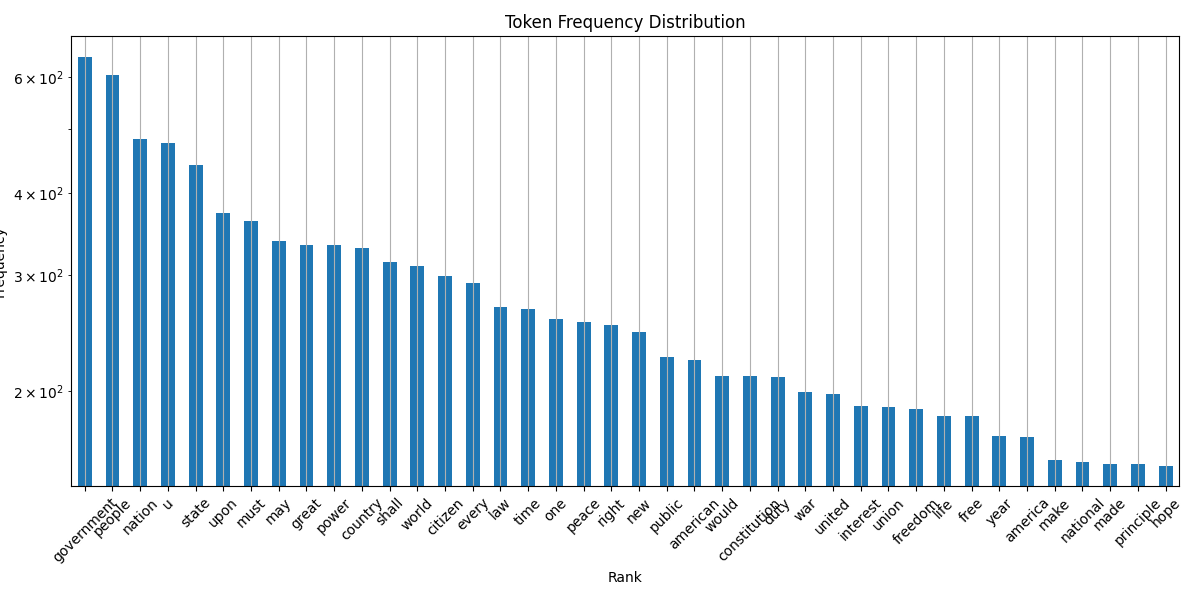 Token Frequency Distribution
6 × 10²
4 × 10²
3 × 10²
2 × 10²
government
people
nation
u
state
upon
must
may
great
power
country
shall
world
citizen
every
law
time
one
peace
right
new
public
american
would
constitution
duty
war
united
interest
union
freedom
life
free
year
america
make
national
made
principle
hope
Rank